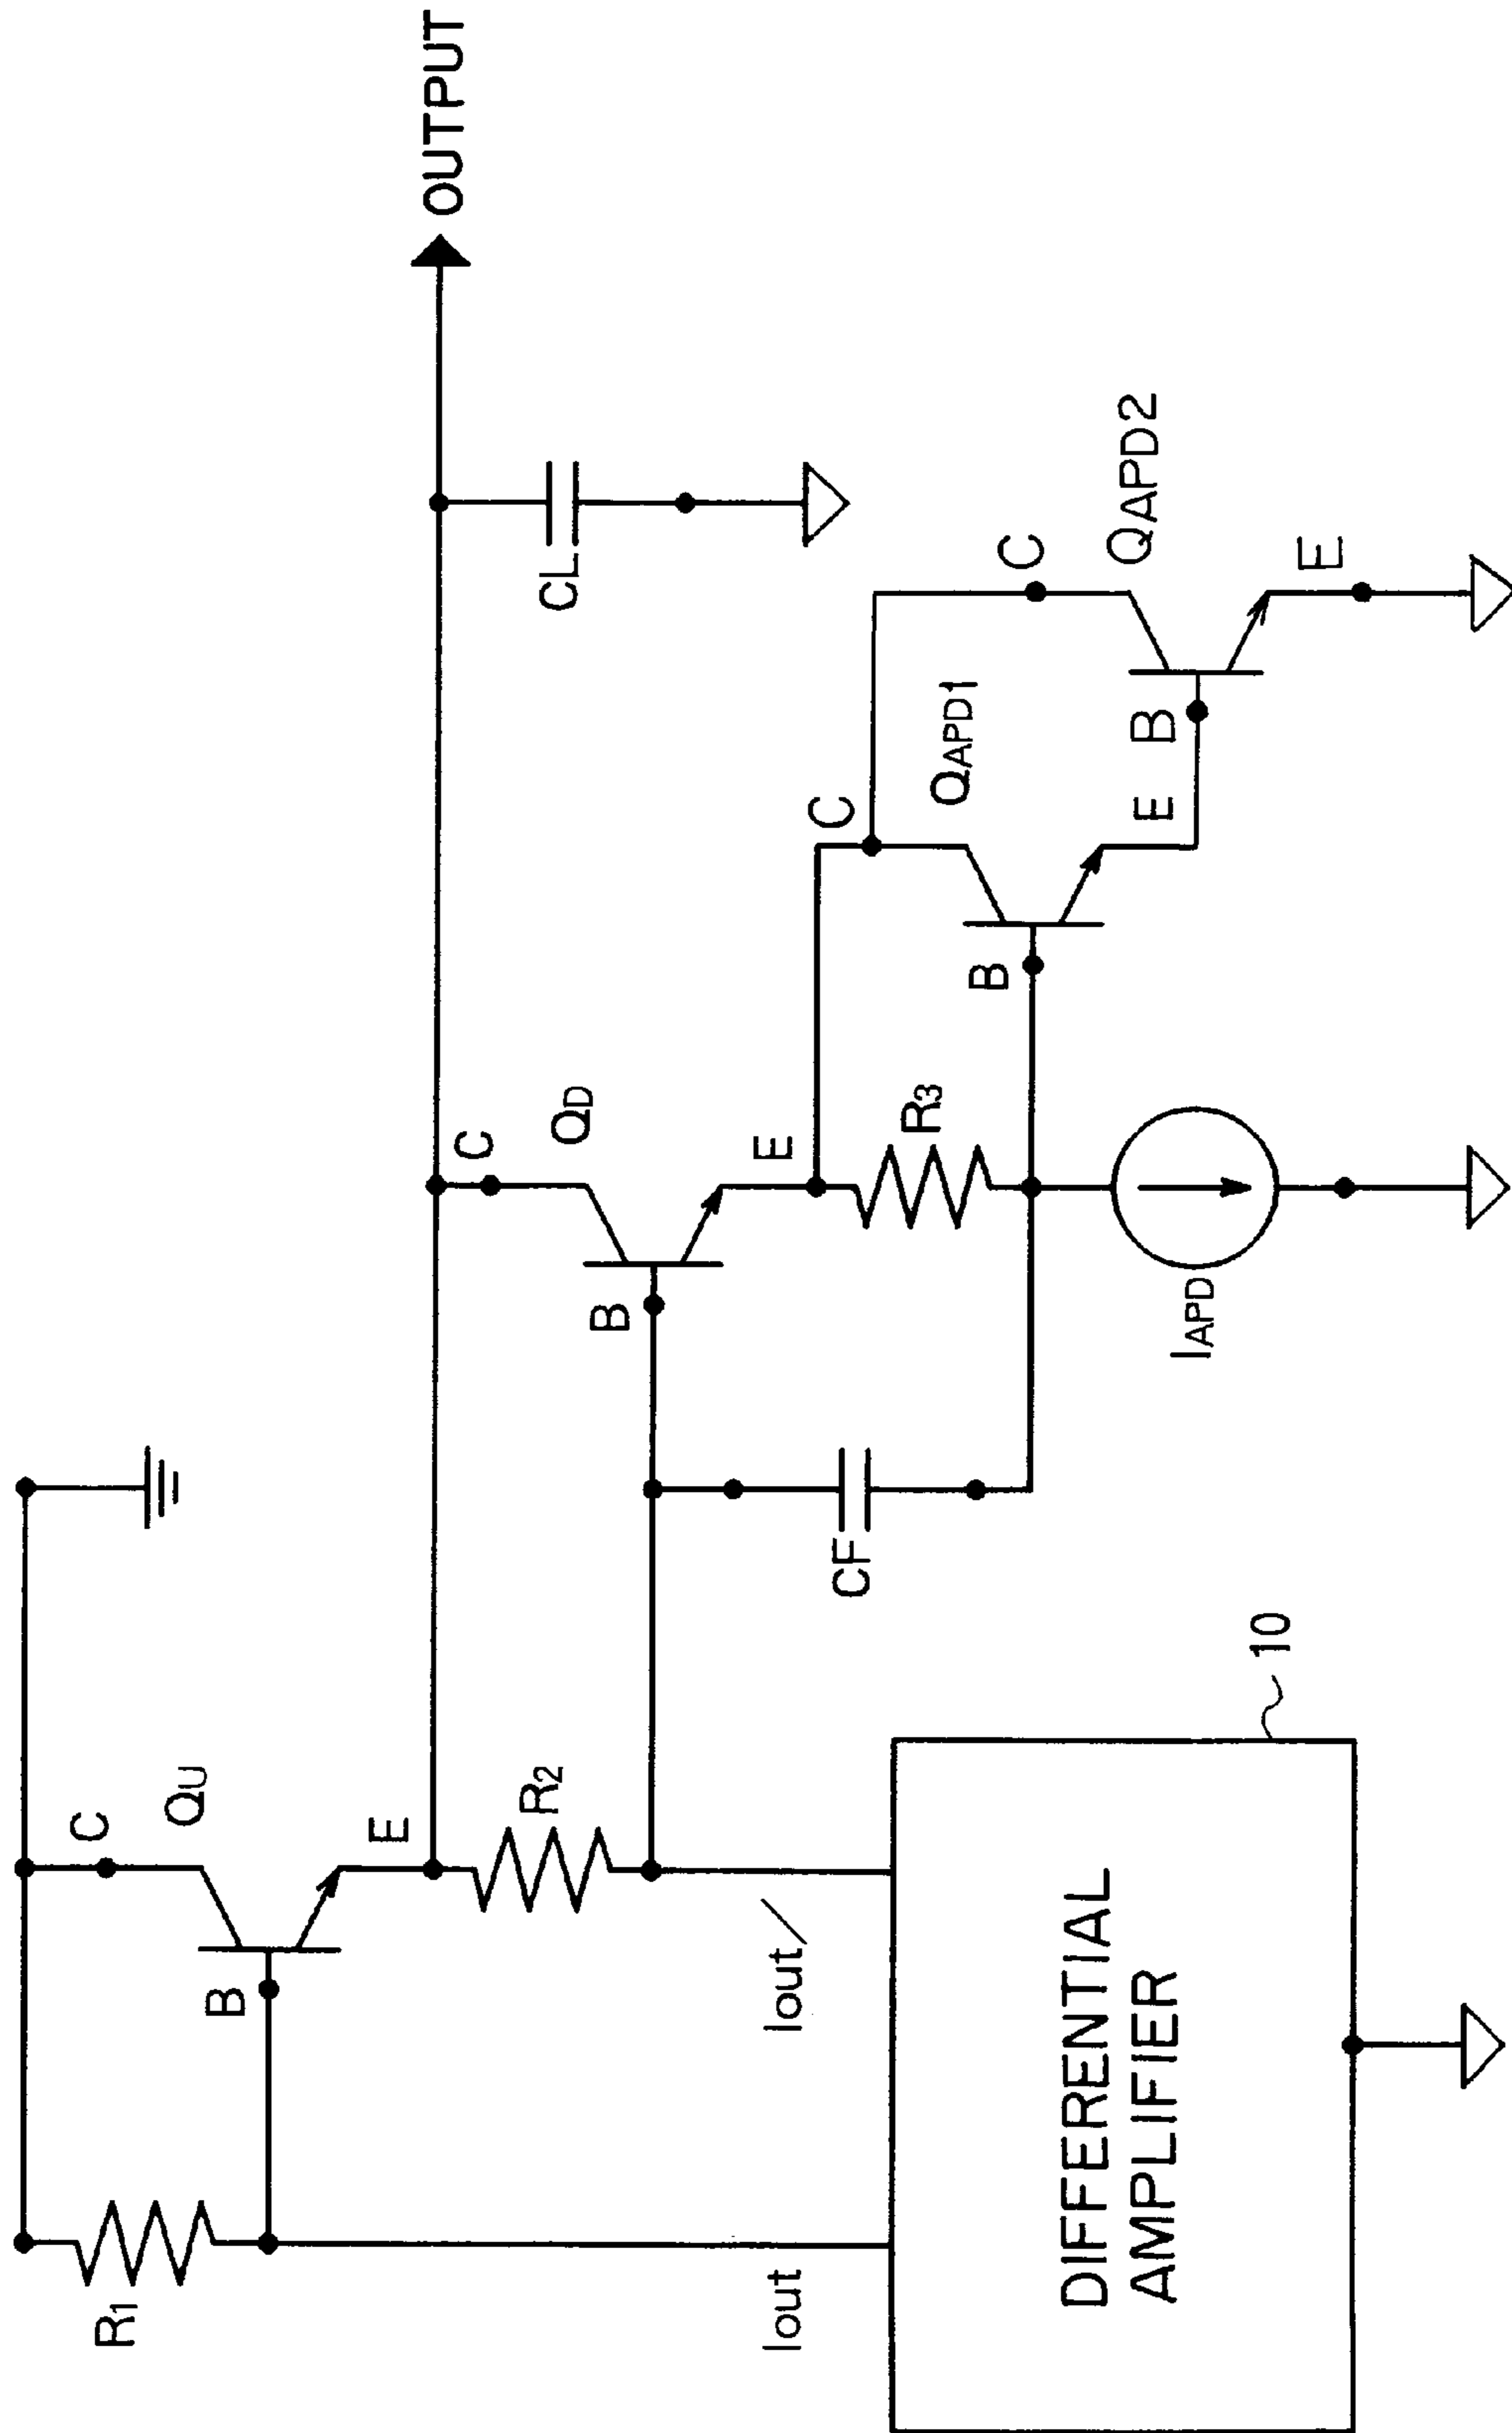 R1
C
QU
B
E
OUTPUT
R2
C
QD
B
E
CL
Iout
Iout/
CF
R3
C
QAPD1
B
E
C
QAPD2
B
E
IAPD
DIFFERENTIAL
AMPLIFIER
10